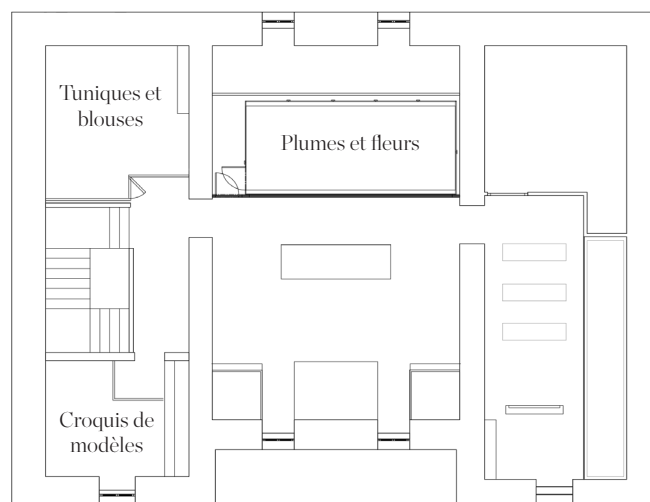 Tuniques et
blouses
Plumes et fleurs
Croquis de
modèles